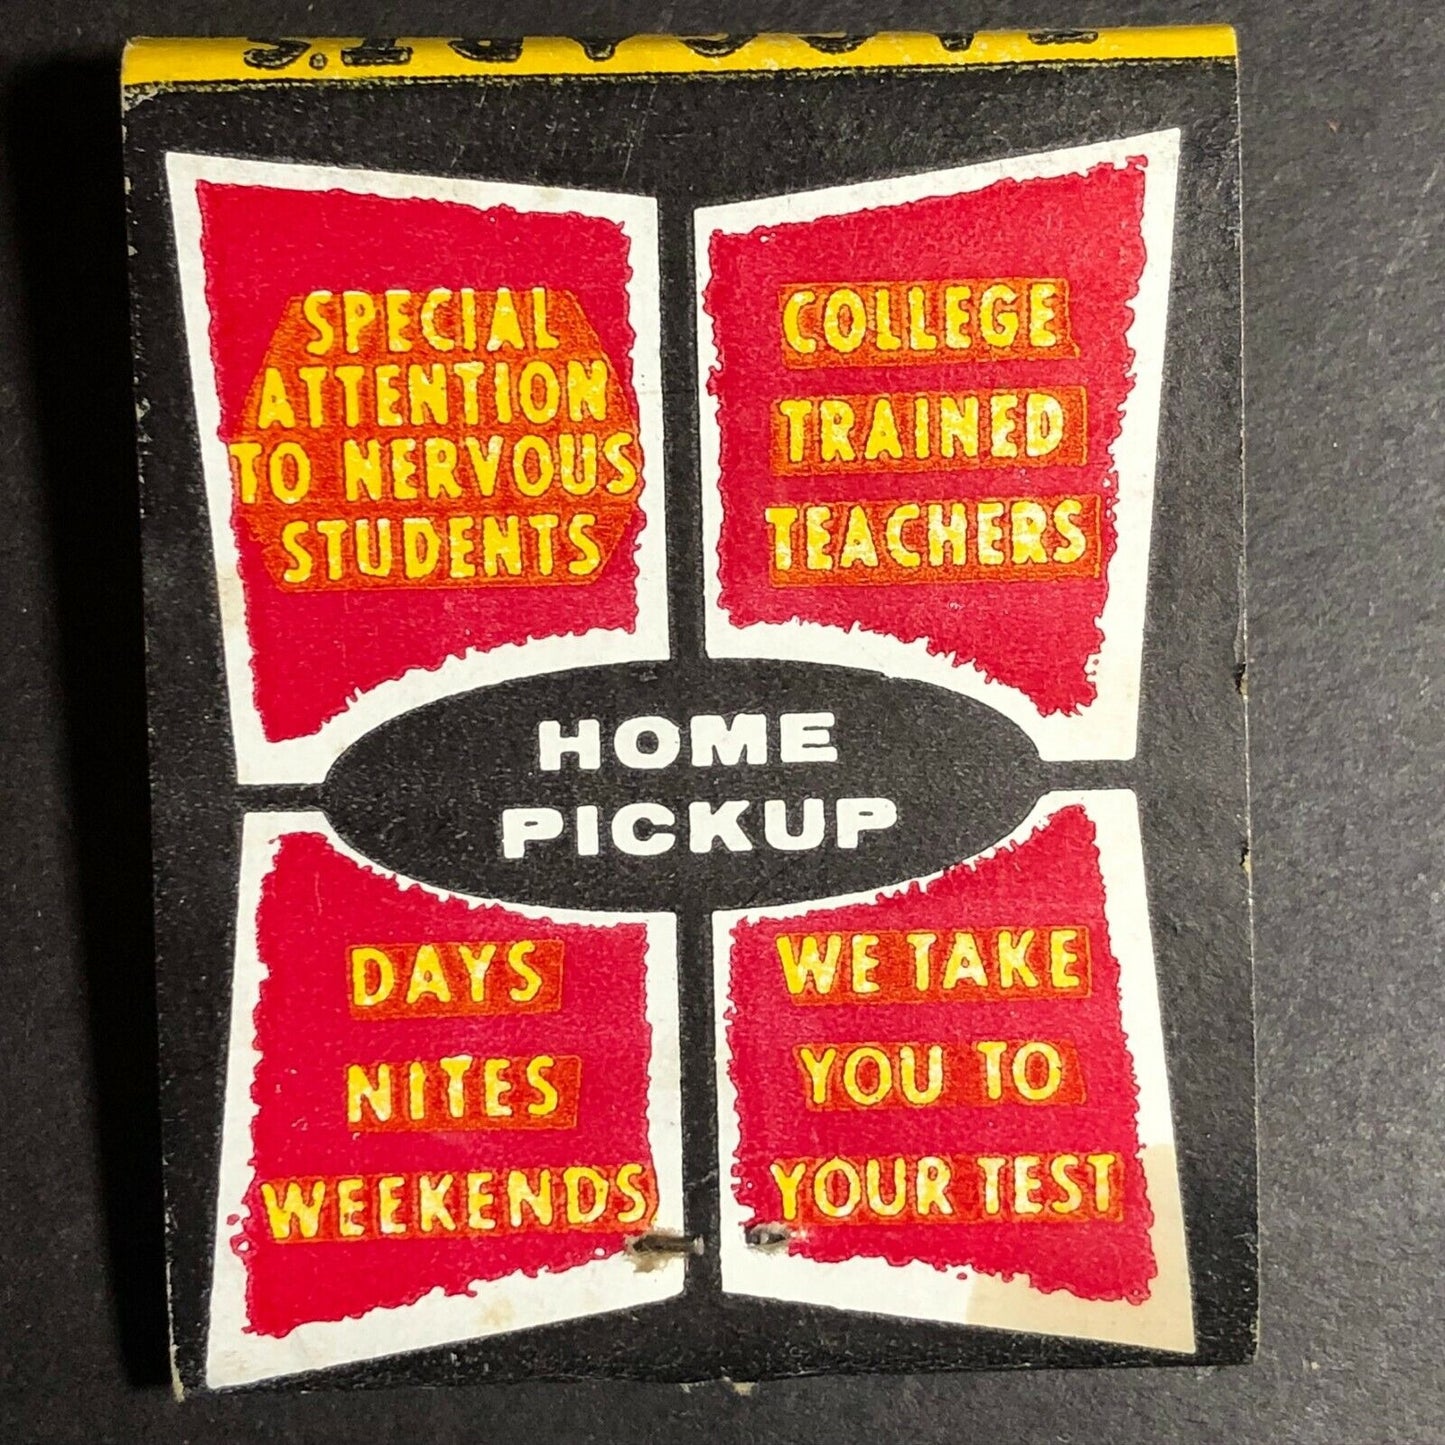 SPECIAL
ATTENTION
TO NERVOUS
STUDENTS
COLLEGE
TRAINED
TEACHERS
HOME
PICKUP
DAYS
NITES
WEEKENDS
WE TAKE
YOU TO
YOUR TEST